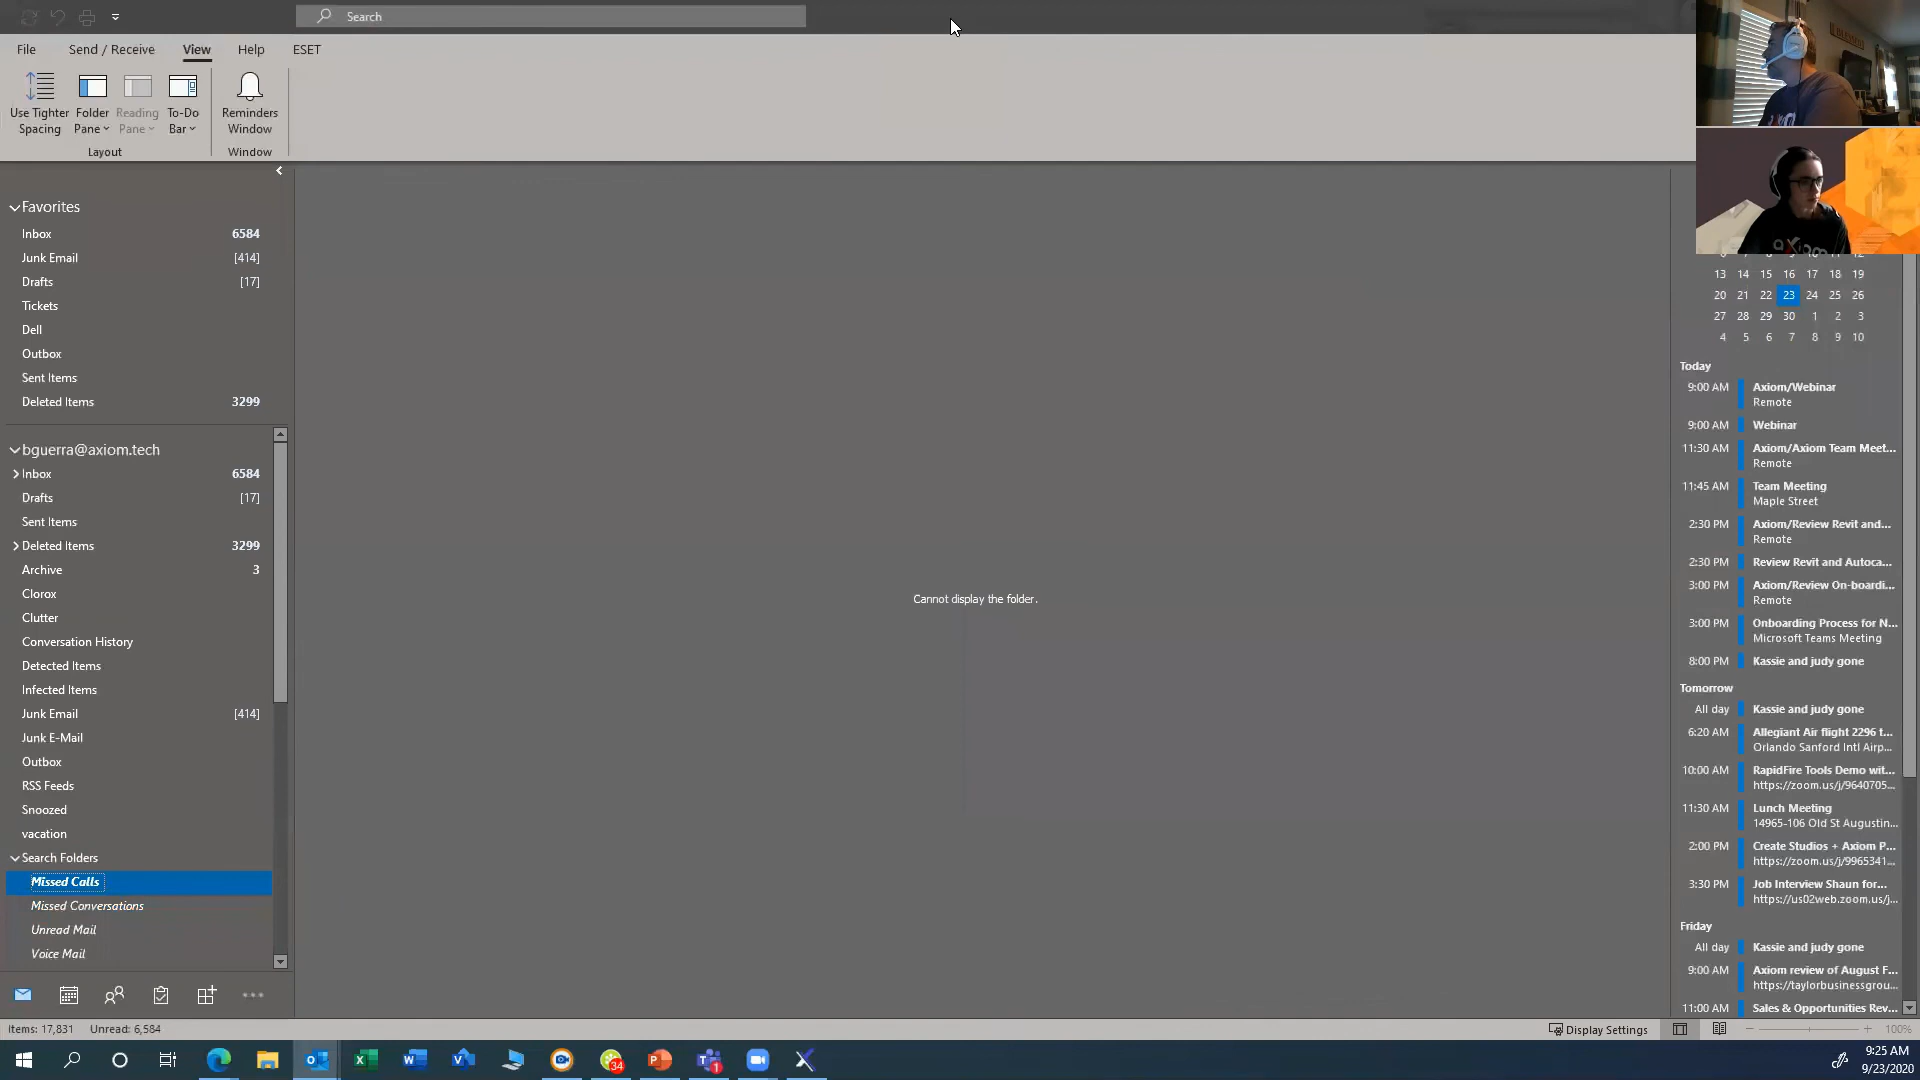 Search
File
Send / Receive
View
Help
ESET
Use Tighter
Spacing
Folder
Pane
Reading
Pane
To-Do
Bar
Reminders
Window
Layout
Window
Favorites
Inbox 6584
Junk Email [414]
Drafts [17]
Tickets
Dell
Outbox
Sent Items
Deleted Items 3299
bguerra@axiom.tech
Inbox 6584
Drafts [17]
Sent Items
Deleted Items 3299
Archive 3
Clorox
Clutter
Conversation History
Detected Items
Infected Items
Junk Email [414]
Junk E-Mail
Outbox
RSS Feeds
Snoozed
vacation
Search Folders
Missed Calls
Missed Conversations
Unread Mail
Voice Mail
Items: 17,831 Unread: 6,584
Cannot display the folder.
BLESSED
axiom
13 14 15 16 17 18 19
20 21 22 23 24 25 26
27 28 29 30 1 2 3
4 5 6 7 8 9 10
Today
9:00 AM Axiom/Webinar
Remote
9:00 AM Webinar
11:30 AM Axiom/Axiom Team Meet...
Remote
11:45 AM Team Meeting
Maple Street
2:30 PM Axiom/Review Revit and...
Remote
2:30 PM Review Revit and Autoca...
3:00 PM Axiom/Review On-boardi...
Remote
3:00 PM Onboarding Process for N...
Microsoft Teams Meeting
8:00 PM Kassie and judy gone
Tomorrow
All day Kassie and judy gone
6:20 AM Allegiant Air flight 2296 t...
Orlando Sanford Intl Airp...
10:00 AM RapidFire Tools Demo wit...
https://zoom.us/j/9640705...
11:30 AM Lunch Meeting
14965-106 Old St Augustin...
2:00 PM Create Studios + Axiom P...
https://zoom.us/j/9965341...
3:30 PM Job Interview Shaun for...
https://us02web.zoom.us/j...
Friday
All day Kassie and judy gone
9:00 AM Axiom review of August F...
https://taylorbusinessgrou...
11:00 AM Sales & Opportunities Rev...
Display Settings
100%
34
1
9:25 AM
9/23/2020